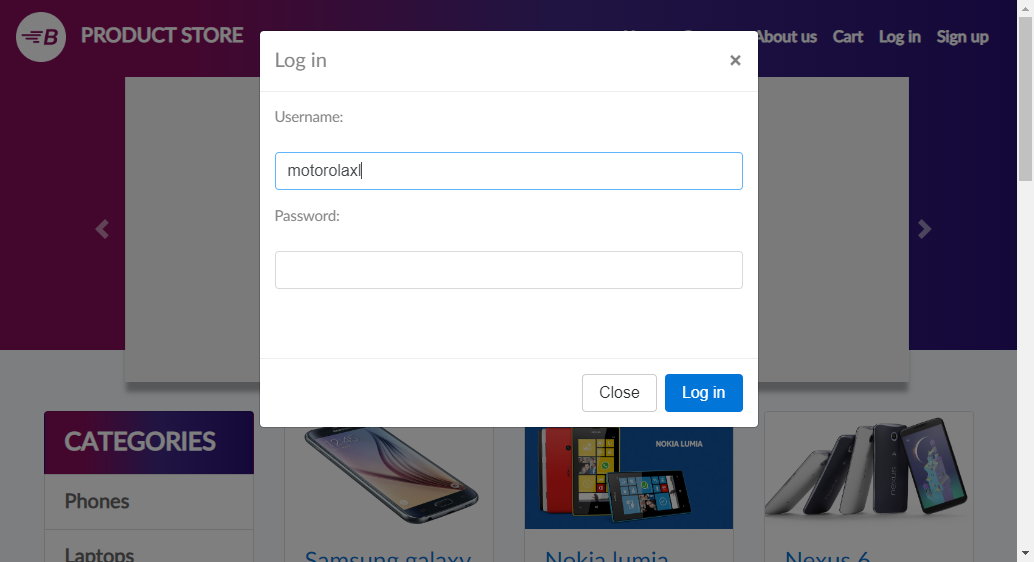 B PRODUCT STORE
About us Cart Log in Sign up
Log in ×
Username:
motorolaxl
Password:
Close Log in
CATEGORIES
Phones
Laptops
NOKIA LUMIA
nexus
Samsung galaxy
Nokia lumia
Nexus 6